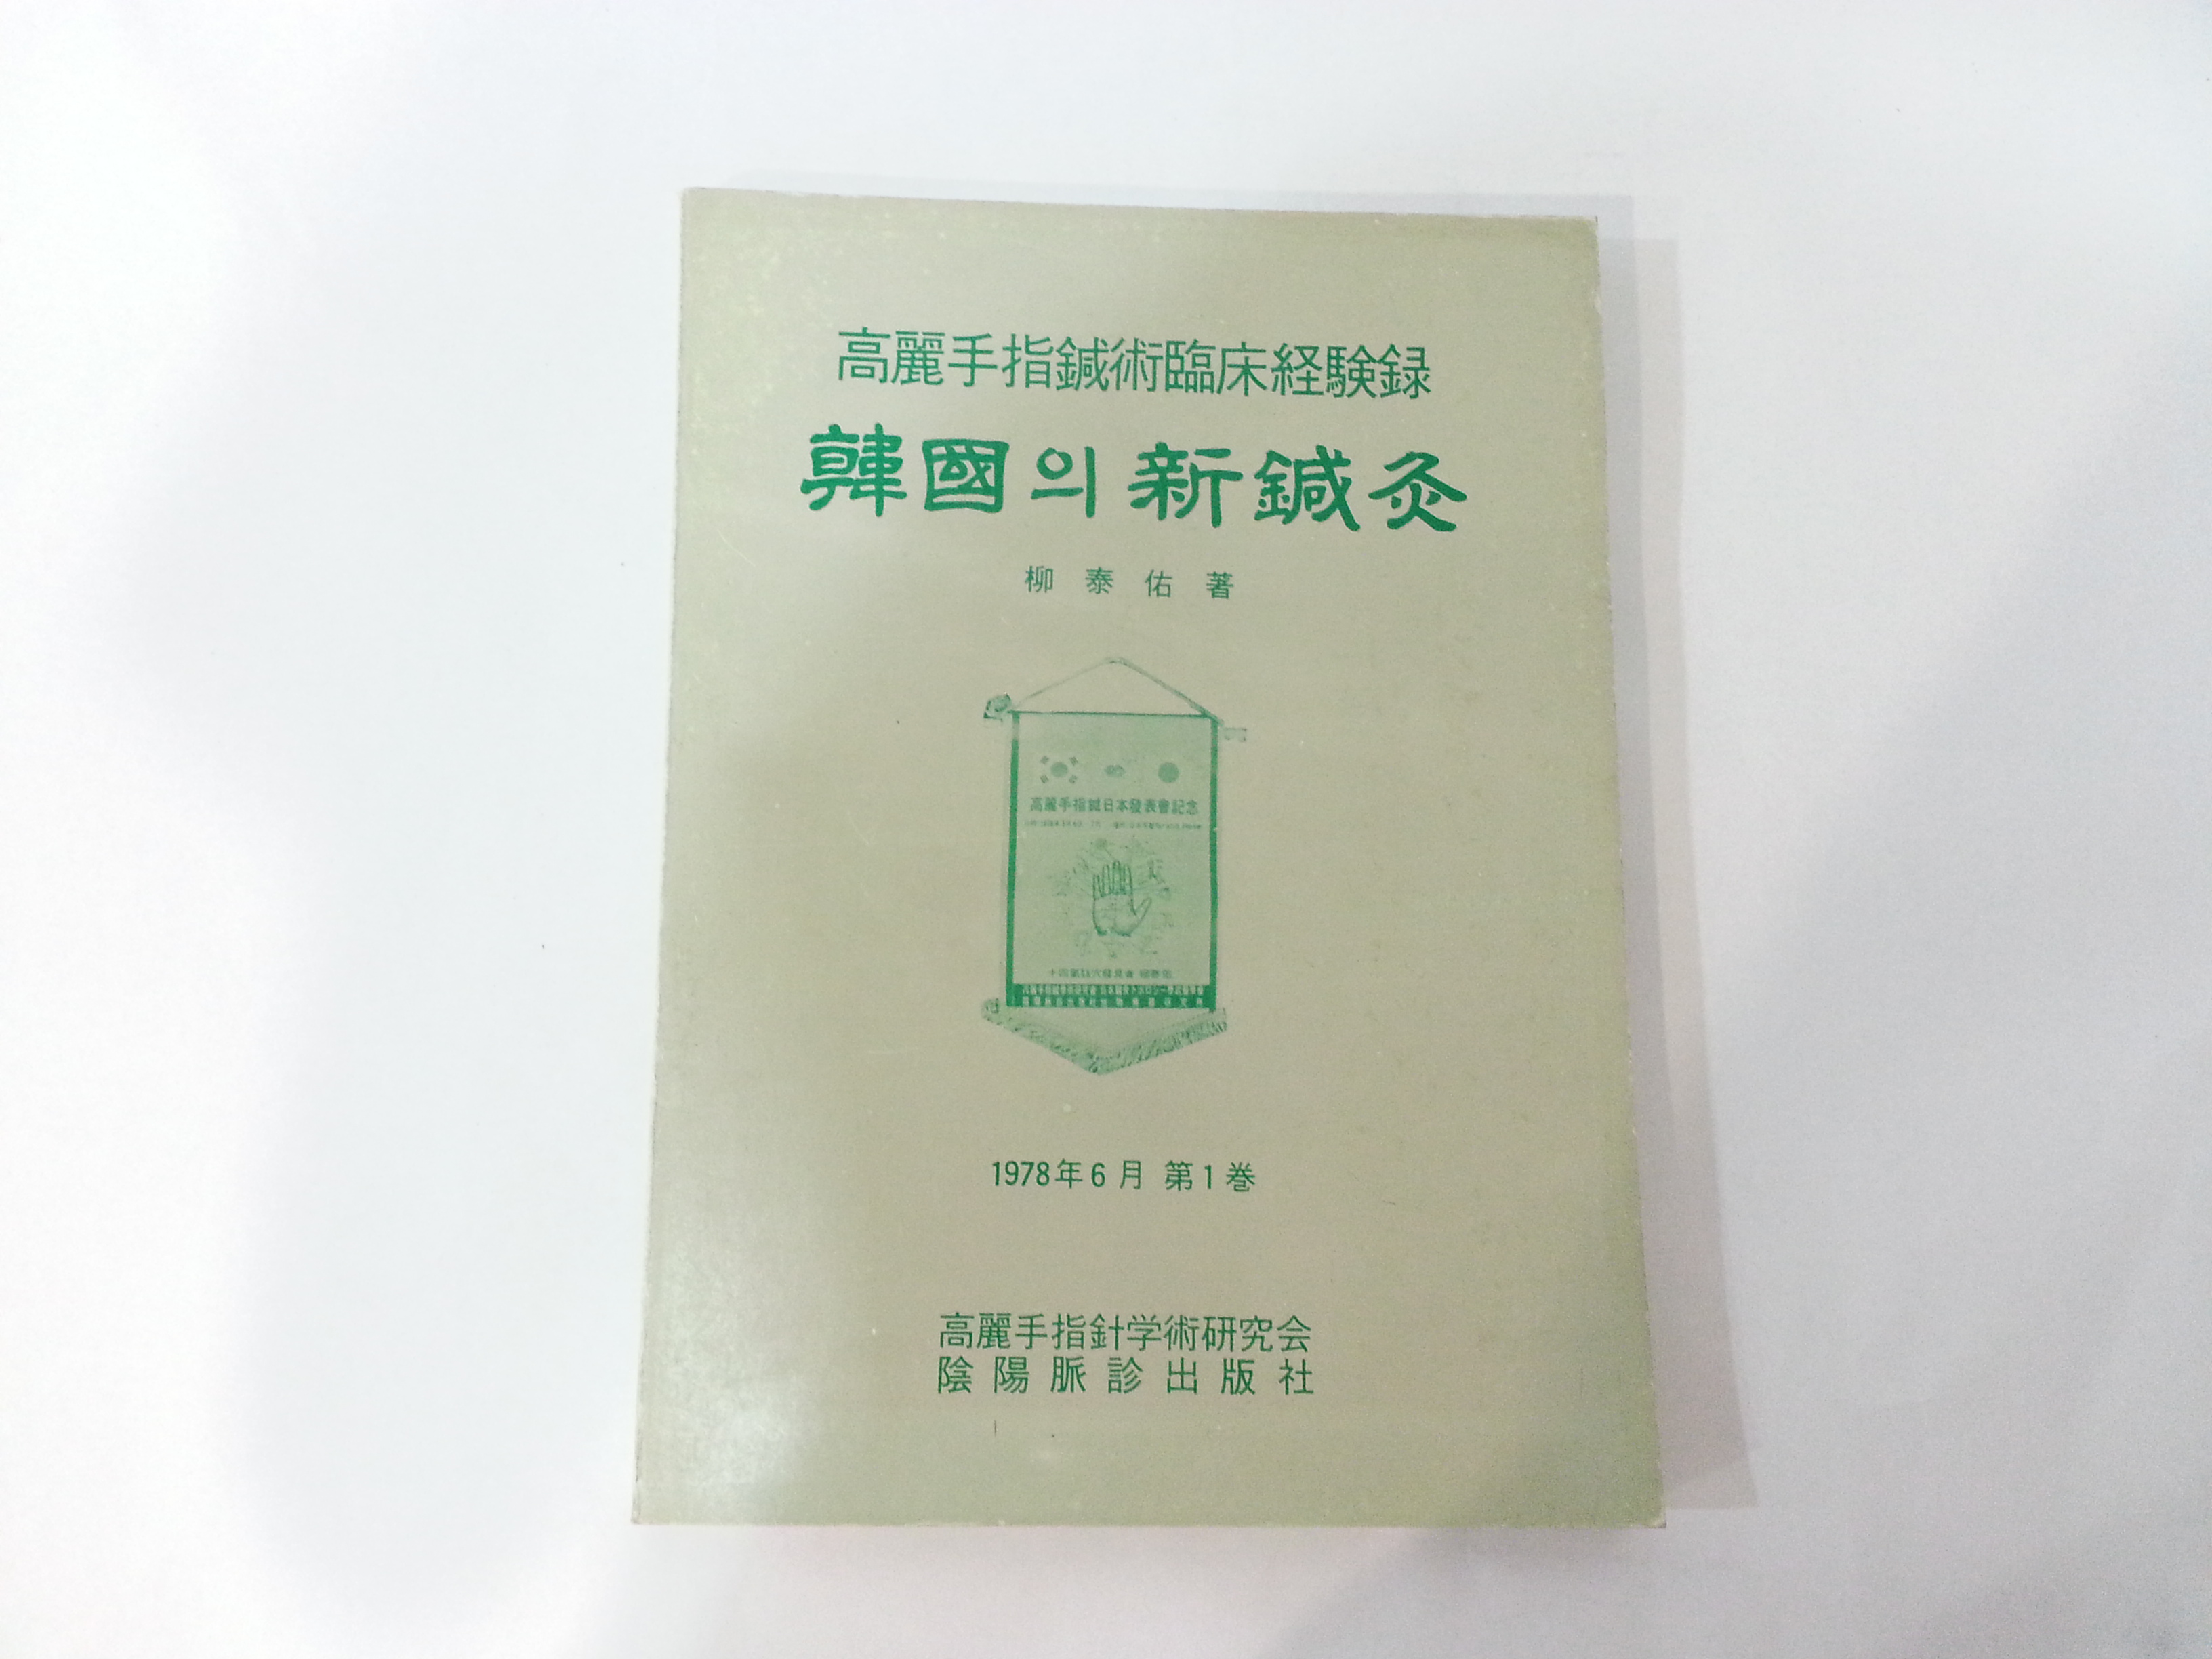 高麗手指鍼術臨床経験録
韓國의 新鍼灸
柳泰佑著
高麗手指鍼日本發表會記念
1978年6月 第1巻
高麗手指針学術研究会
陰陽脈診出版社